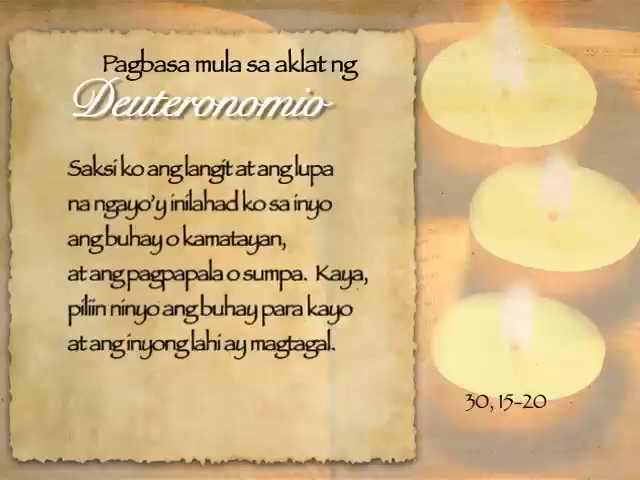 Pagbasa mula sa aklat ng
Deuteronomio
Saksi ko ang langit at ang lupa
na ngayo'y inilahad ko sa inyo
ang buhay o kamatayan,
at ang pagpapala o sumpa. Kaya,
piliin ninyo ang buhay para kayo
at ang inyong lahi ay magtagal.
30, 15-20